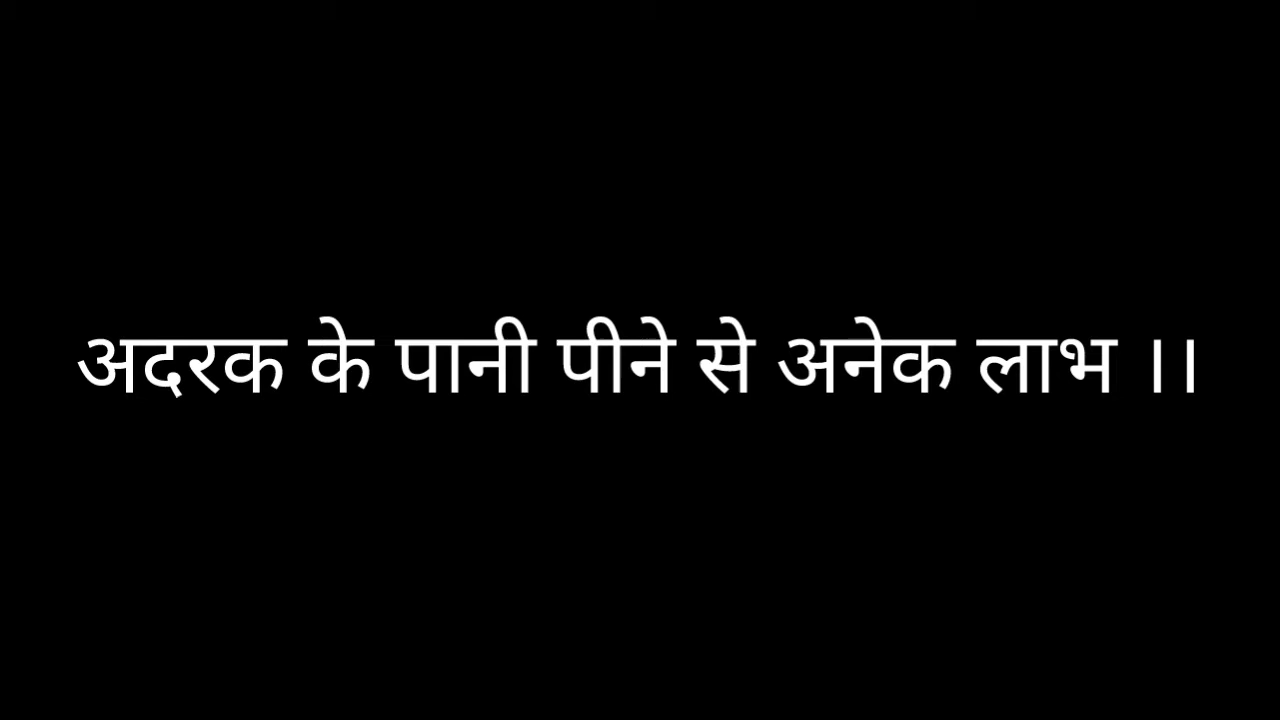 अदरक के पानी पीने से अनेक लाभ ।।